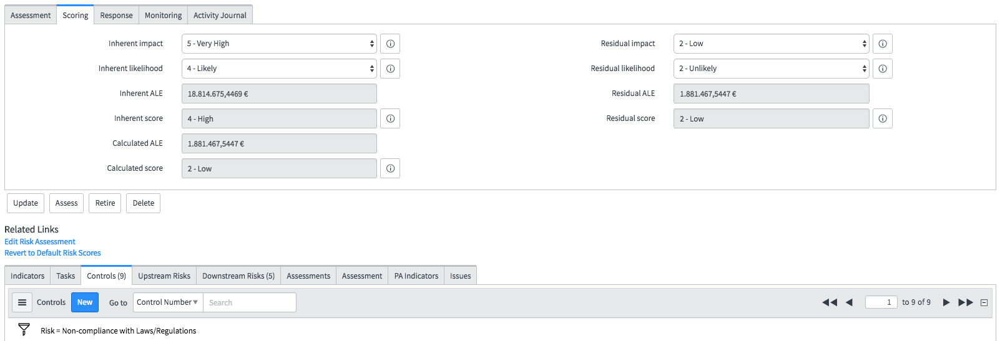 Assessment Scoring Response Monitoring Activity Journal
Inherent impact 5 - Very High Residual impact 2 - Low
Inherent likelihood 4 - Likely Residual likelihood 2 - Unlikely
Inherent ALE 18.814.675,4469 € Residual ALE 1.881.467,5447 €
Inherent score 4 - High Residual score 2 - Low
Calculated ALE 1.881.467,5447 €
Calculated score 2 - Low
Update Assess Retire Delete
Related Links
Edit Risk Assessment
Revert to Default Risk Scores
Indicators Tasks Controls (9) Upstream Risks Downstream Risks (5) Assessments Assessment PA Indicators Issues
Controls New Go to Control Number Search 1 to 9 of 9
Risk = Non-compliance with Laws/Regulations